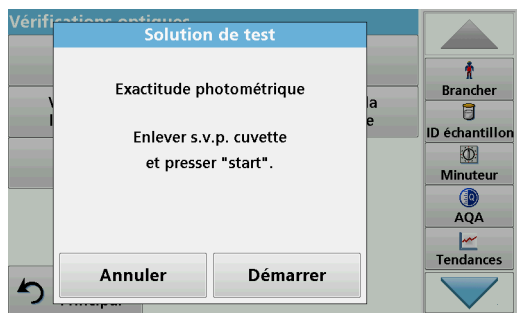 Vérifications optiques
Solution de test
Exactitude photométrique
Enlever s.v.p. cuvette
et presser "start".
Annuler
Démarrer
Principal
Brancher
ID échantillon
Minuteur
AQA
Tendances